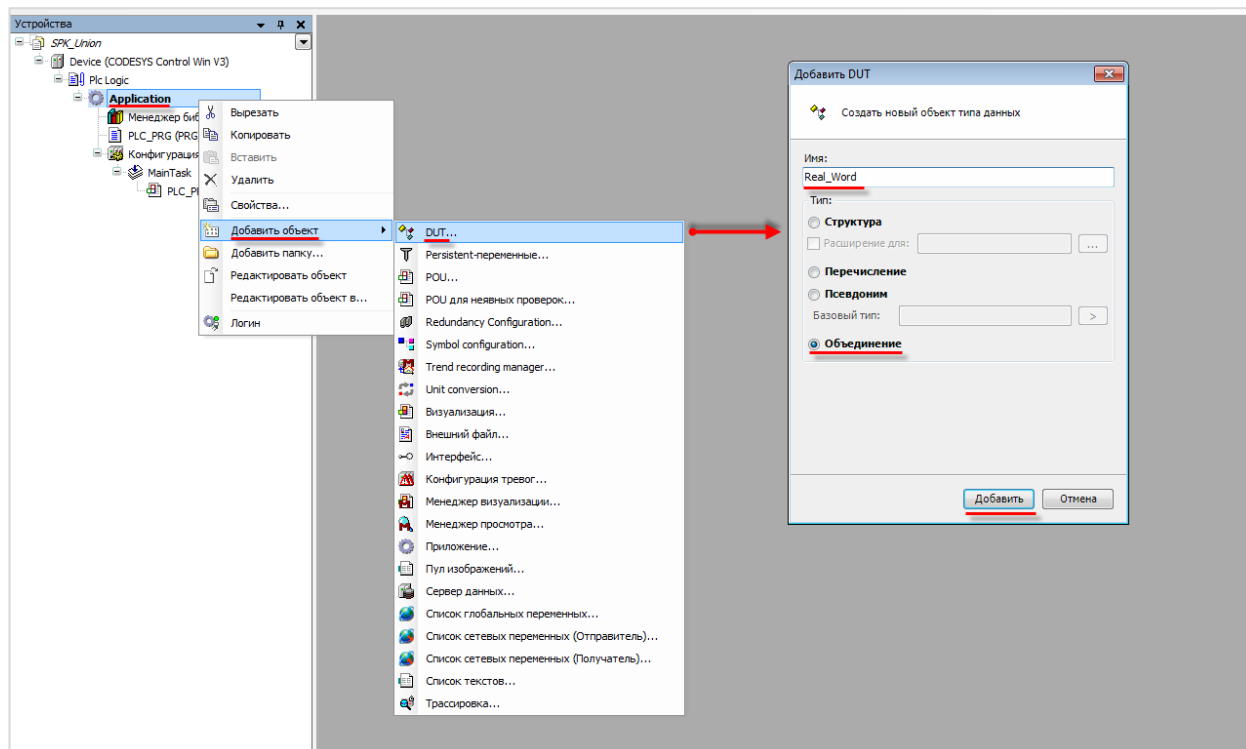 Устройства
SPK_Union
Device (CODESYS Control Win V3)
Plc Logic
Application
Менеджер биб
PLC_PRG (PRG
Конфигурация
MainTask
PLC_P
Вырезать
Копировать
Вставить
Удалить
Свойства...
Добавить объект
Добавить папку...
Редактировать объект
Редактировать объект в...
Логин
DUT...
Persistent-переменные...
POU...
POU для неявных проверок...
Redundancy Configuration...
Symbol configuration...
Trend recording manager...
Unit conversion...
Визуализация...
Внешний файл...
Интерфейс...
Конфигурация тревог...
Менеджер визуализации...
Менеджер просмотра...
Приложение...
Пул изображений...
Сервер данных...
Список глобальных переменных...
Список сетевых переменных (Отправитель)...
Список сетевых переменных (Получатель)...
Список текстов...
Трассировка...
Добавить DUT
Создать новый объект типа данных
Имя:
Real_Word
Тип:
Структура
Расширение для: ...
Перечисление
Псевдоним
Базовый тип: >
Объединение
Добавить Отмена